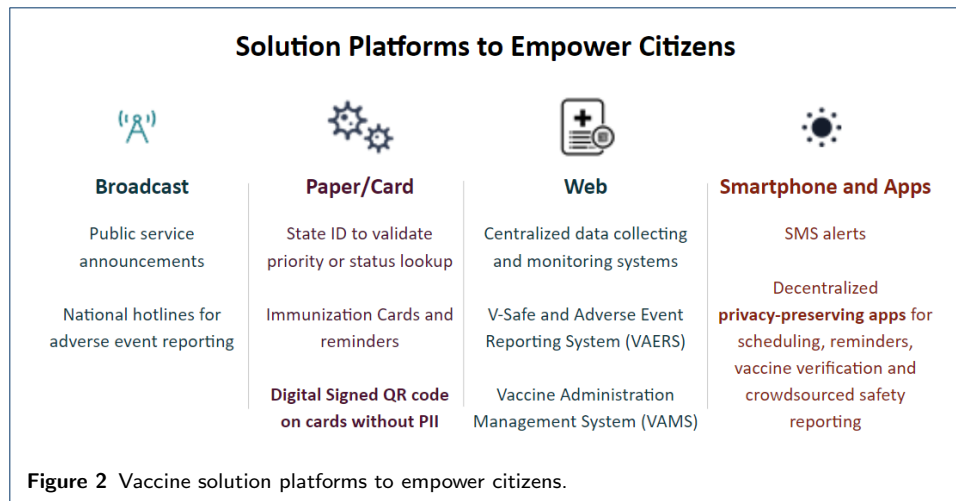 Solution Platforms to Empower Citizens
Broadcast
Public service
announcements
National hotlines for
adverse event reporting
Paper/Card
State ID to validate
priority or status lookup
Immunization Cards and
reminders
Digital Signed QR code
on cards without PII
Web
Centralized data collecting
and monitoring systems
V-Safe and Adverse Event
Reporting System (VAERS)
Vaccine Administration
Management System (VAMS)
Smartphone and Apps
SMS alerts
Decentralized
privacy-preserving apps for
scheduling, reminders,
vaccine verification and
crowdsourced safety
reporting
Figure 2 Vaccine solution platforms to empower citizens.